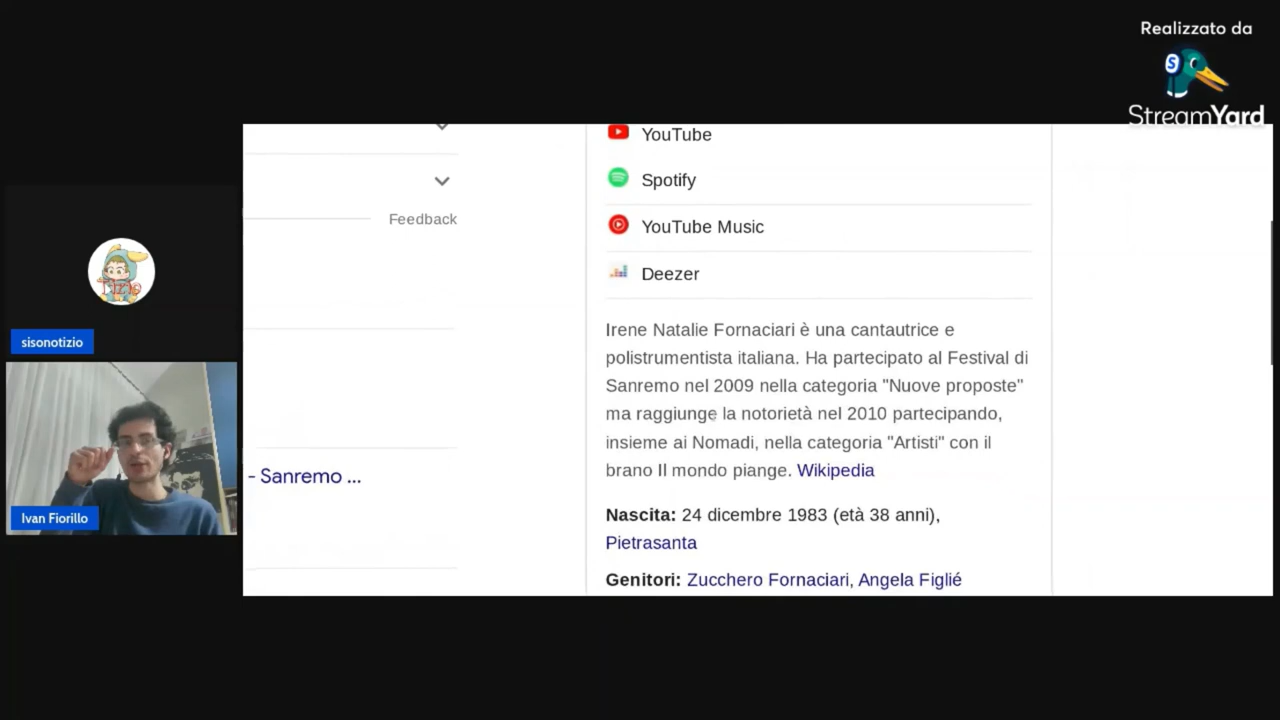 Realizzato da
StreamYard
YouTube
Spotify
Feedback
YouTube Music
Deezer
sisonotizio
Irene Natalie Fornaciari è una cantautrice e
polistrumentista italiana. Ha partecipato al Festival di
Sanremo nel 2009 nella categoria "Nuove proposte"
ma raggiunge la notorietà nel 2010 partecipando,
insieme ai Nomadi, nella categoria "Artisti" con il
brano Il mondo piange. Wikipedia
- Sanremo ...
Ivan Fiorillo
Nascita: 24 dicembre 1983 (età 38 anni),
Pietrasanta
Genitori: Zucchero Fornaciari, Angela Figlié